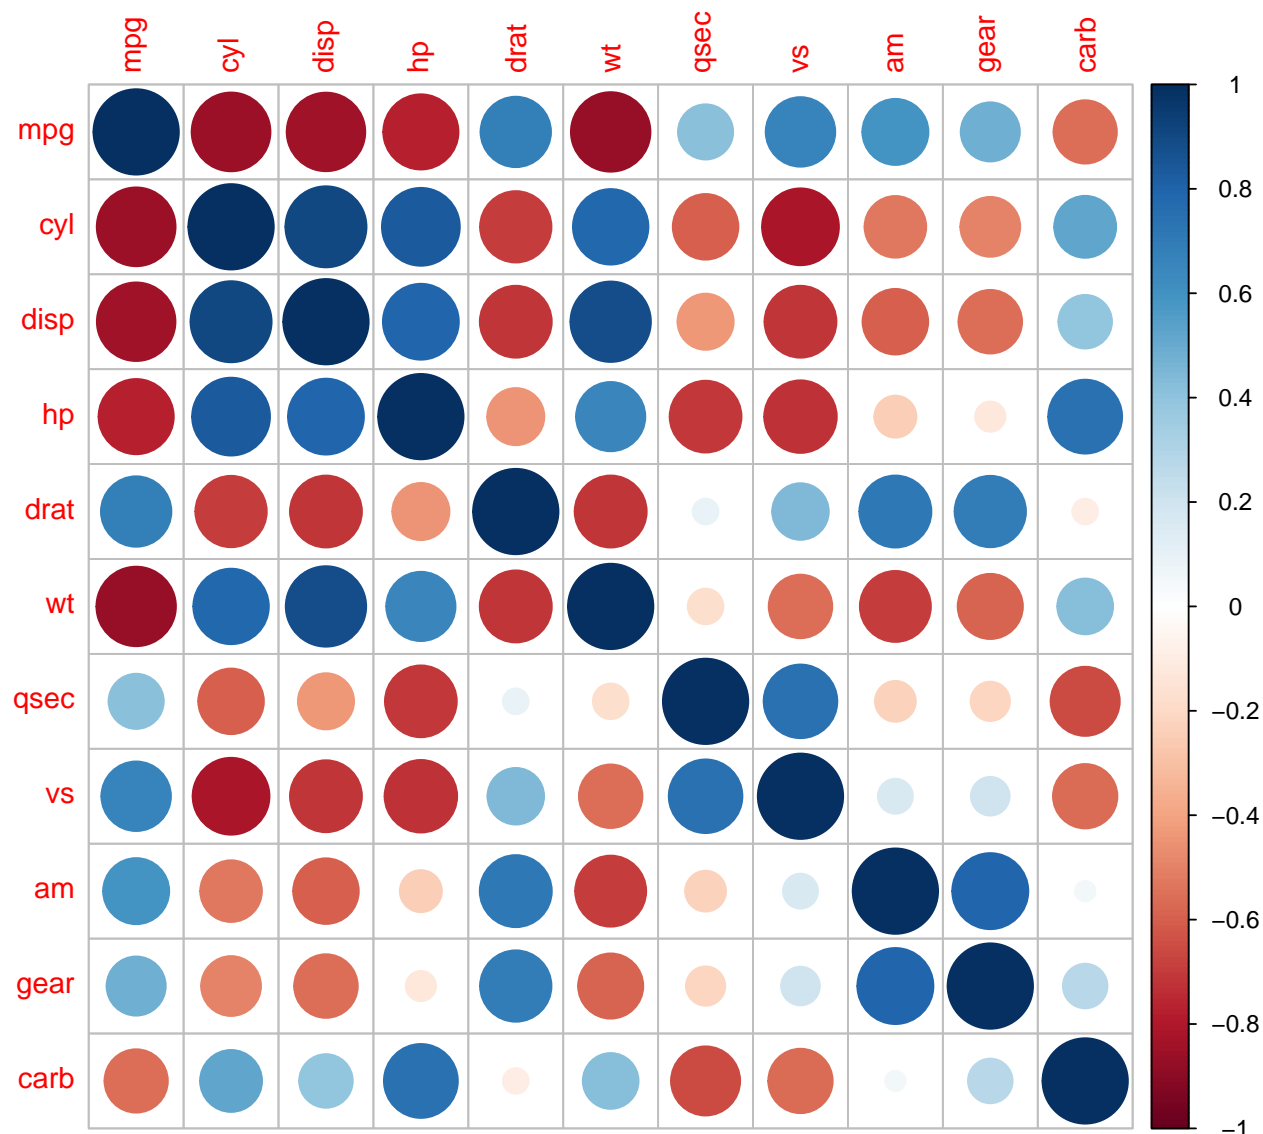 mpg cyl disp hp drat wt qsec vs am gear carb
mpg
cyl
disp
hp
drat
wt
qsec
vs
am
gear
carb
1
0.8
0.6
0.4
0.2
0
−0.2
−0.4
−0.6
−0.8
−1